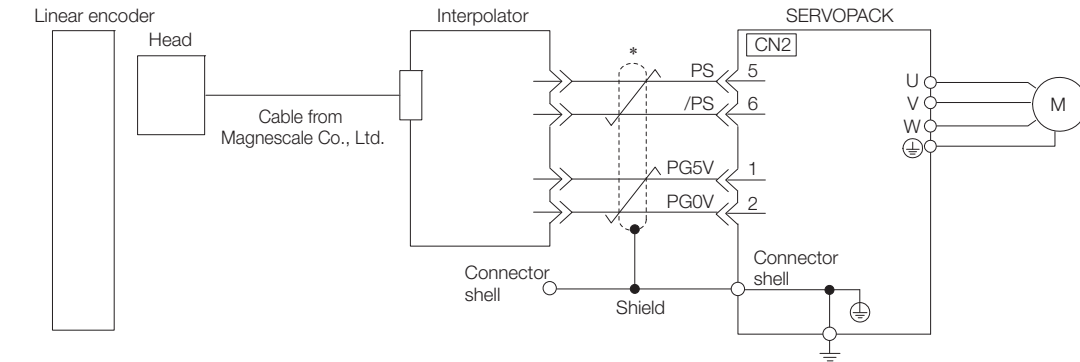 Linear encoder
Head
Cable from
Magnescale Co., Ltd.
Interpolator
*
SERVOPACK
CN2
PS 5
/PS 6
PG5V 1
PG0V 2
U
V
W
M
Connector
shell
Shield
Connector
shell